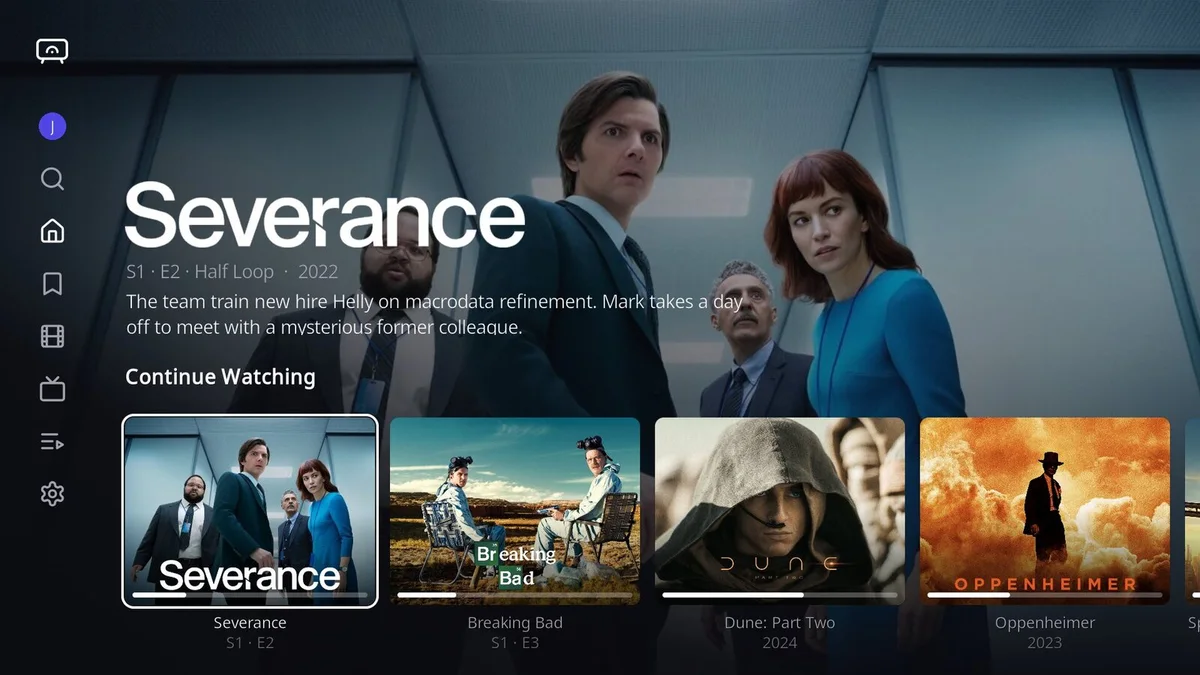 J
Severance
S1 · E2 · Half Loop · 2022
The team train new hire Helly on macrodata refinement. Mark takes a day
off to meet with a mysterious former colleague.
Continue Watching
Severance
Breaking
Bad
DUNE
PART TWO
OPPENHEIMER
Severance
S1 · E2
Breaking Bad
S1 · E3
Dune: Part Two
2024
Oppenheimer
2023
Sp